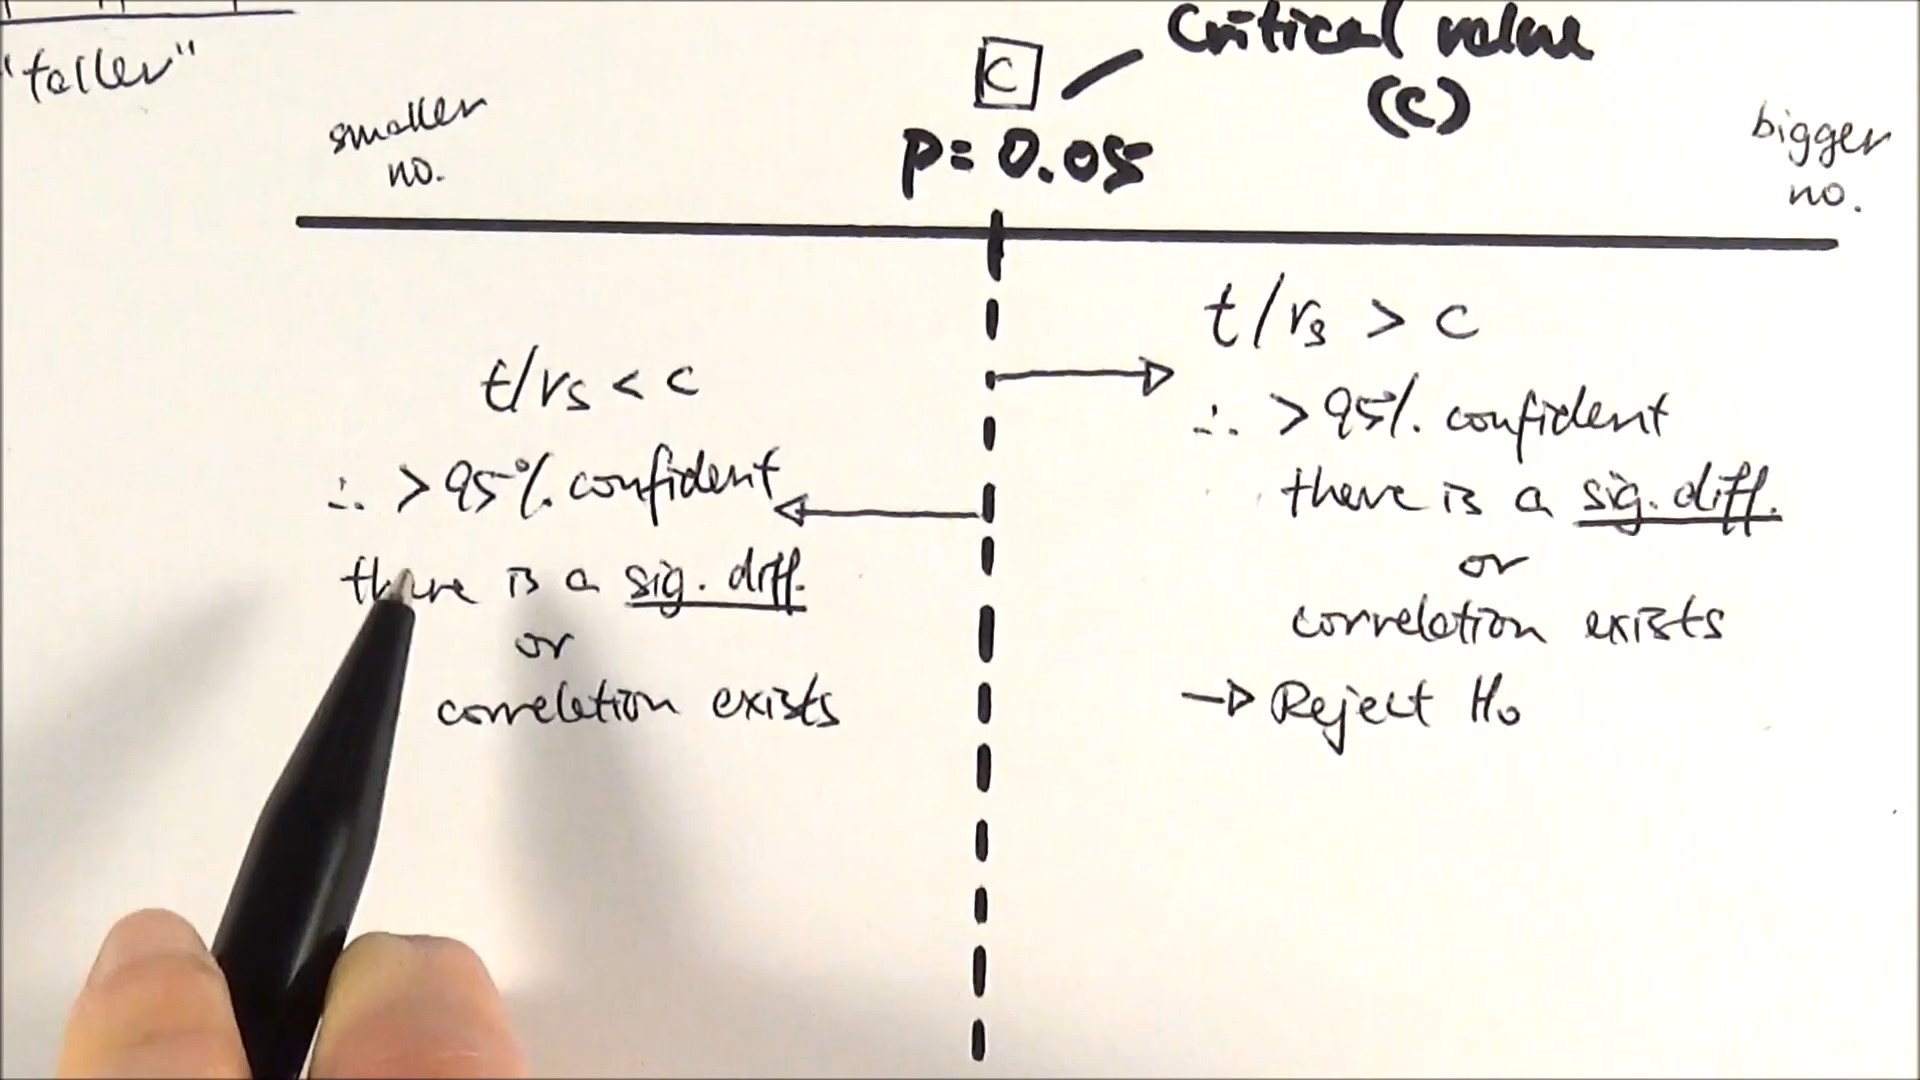 "taller"
Critical value
(C)
C
P = 0.05
smaller
no.
bigger
no.
t/rs < c
∴ > 95% confident
there is a sig. diff.
or
correlation exists
t/rs > c
∴ > 95% confident
there is a sig. diff.
or
correlation exists
→ Reject H₀